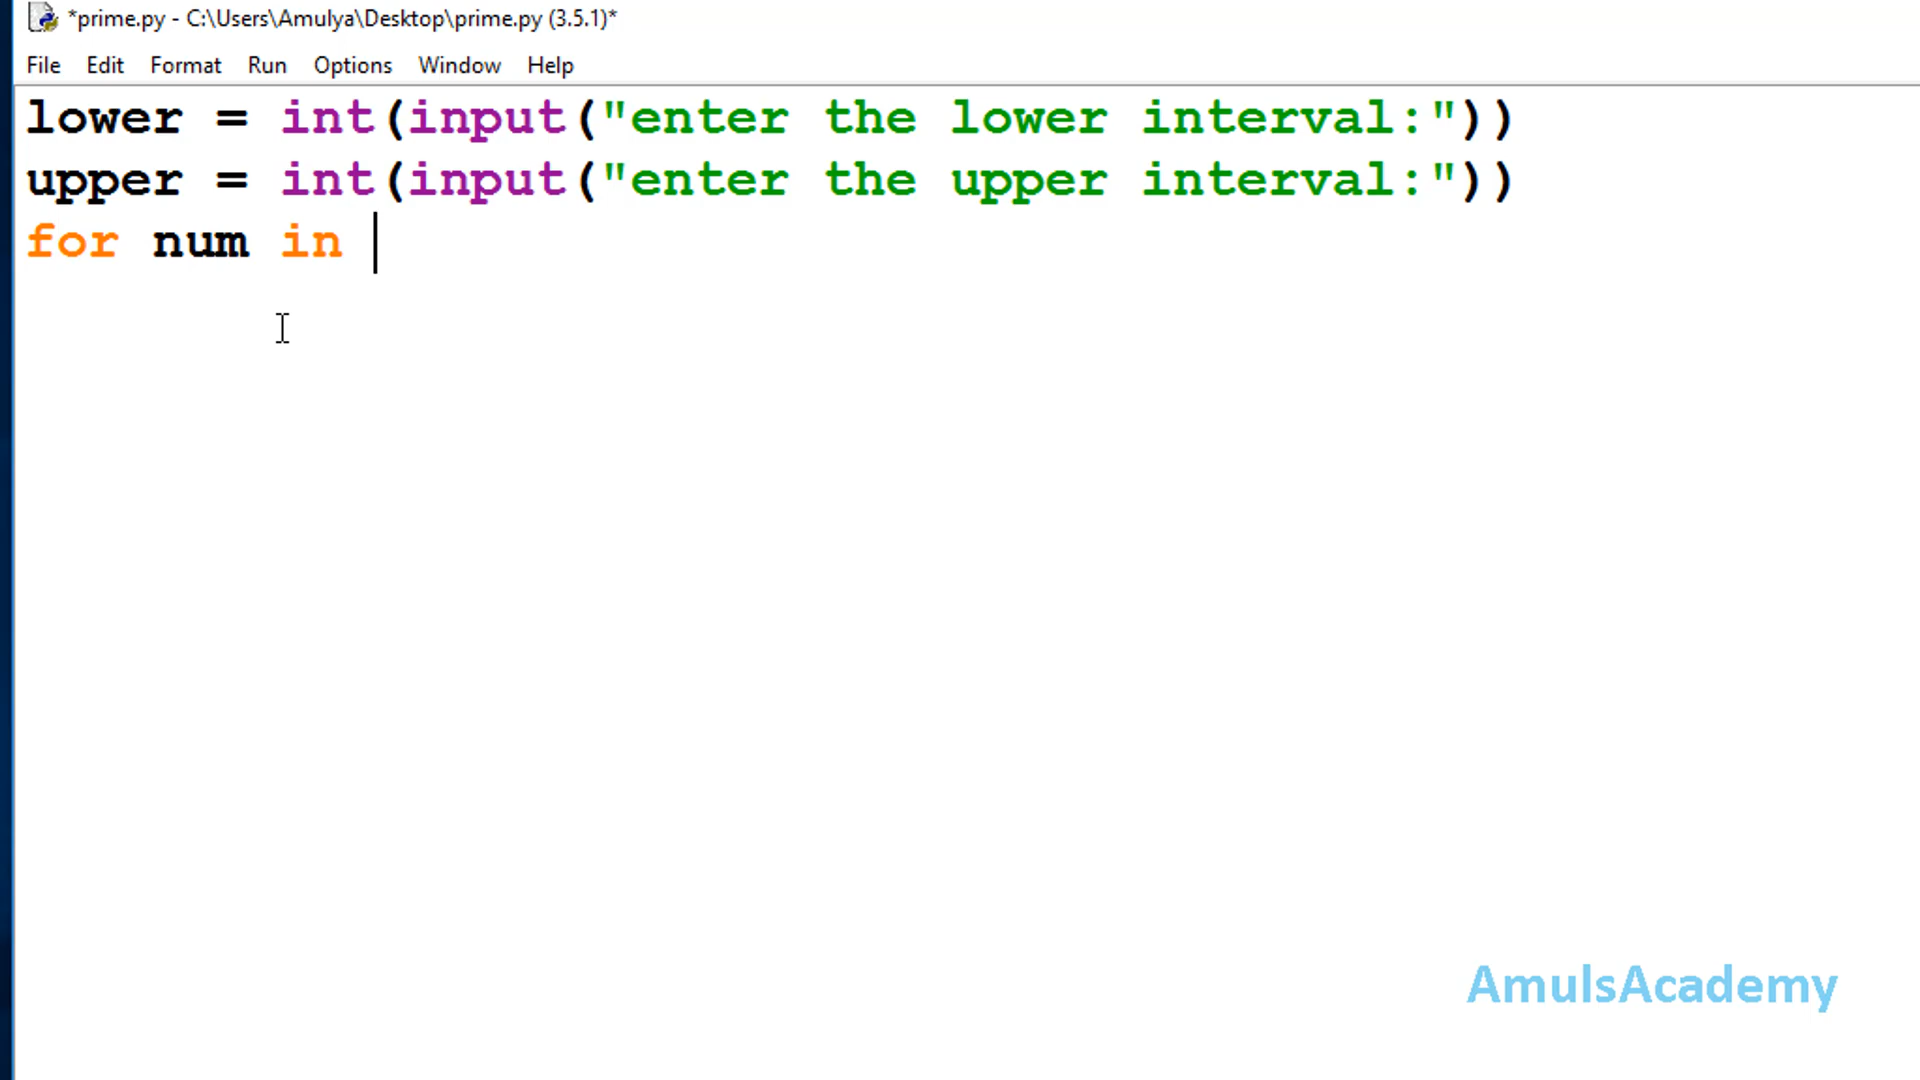 *prime.py - C:\Users\Amulya\Desktop\prime.py (3.5.1)*
File Edit Format Run Options Window Help
lower = int(input("enter the lower interval:"))
upper = int(input("enter the upper interval:"))
for num in
AmulsAcademy